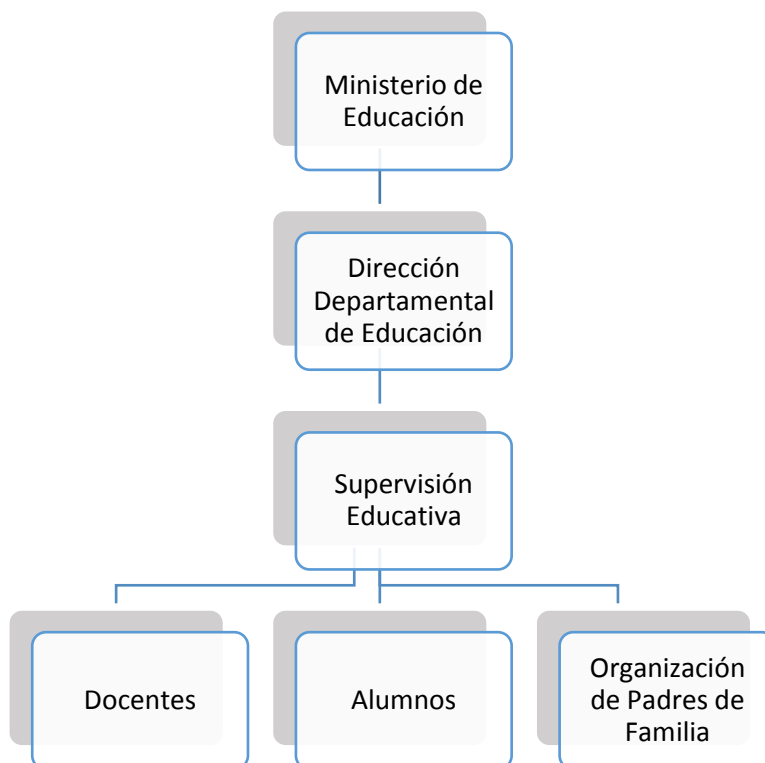 Ministerio de
Educación
Dirección
Departamental
de Educación
Supervisión
Educativa
Docentes
Alumnos
Organización
de Padres de
Familia